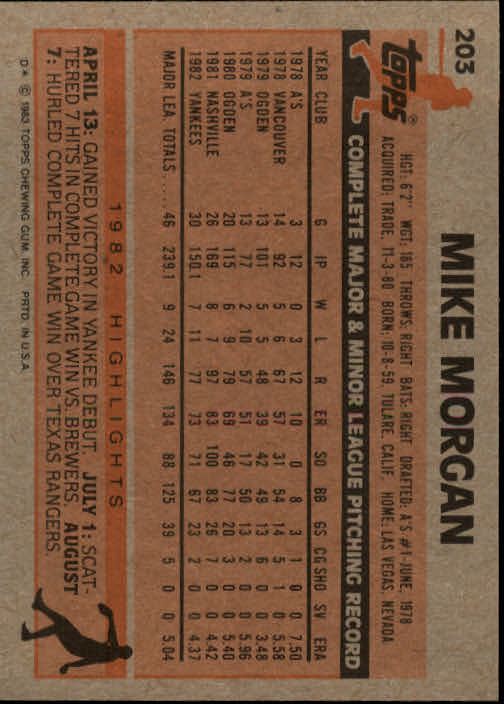 203
topps®
MIKE MORGAN
HGT: 6'2" WGT: 185 THROWS: RIGHT BATS: RIGHT DRAFTED: A'S #1-JUNE, 1978
ACQUIRED: TRADE, 11-3-80 BORN: 10-8-59, TULARE, CALIF HOME: LAS VEGAS, NEVADA
COMPLETE MAJOR & MINOR LEAGUE PITCHING RECORD
YEAR CLUB G IP W L R ER SO BB GS CG SHO SV ERA
1978 A'S 3 12 0 3 12 10 0 8 3 1 0 0 7.50
1978 VANCOUVER 14 92 5 6 67 57 31 54 14 5 1 0 5.58
1979 OGDEN 13 101 5 5 48 39 42 49 13 6 0 0 3.48
1979 A'S 13 77 2 10 57 51 17 50 13 2 0 0 5.96
1980 OGDEN 20 115 6 9 79 69 46 77 20 3 0 0 5.40
1981 NASHVILLE 26 169 8 7 97 83 100 83 26 7 0 0 4.42
1982 YANKEES 30 150.1 7 11 77 73 71 67 23 2 0 0 4.37
MAJOR LEA. TOTALS ..... 46 239.1 9 24 146 134 88 125 39 5 0 0 5.04
1982 HIGHLIGHTS
APRIL 13: GAINED VICTORY IN YANKEE DEBUT. JULY 1: SCAT-
TERED 7 HITS IN COMPLETE GAME WIN VS. BREWERS. AUGUST
7: HURLED COMPLETE GAME WIN OVER TEXAS RANGERS.
D* © 1983 TOPPS CHEWING GUM, INC. PRTD. IN U.S.A.